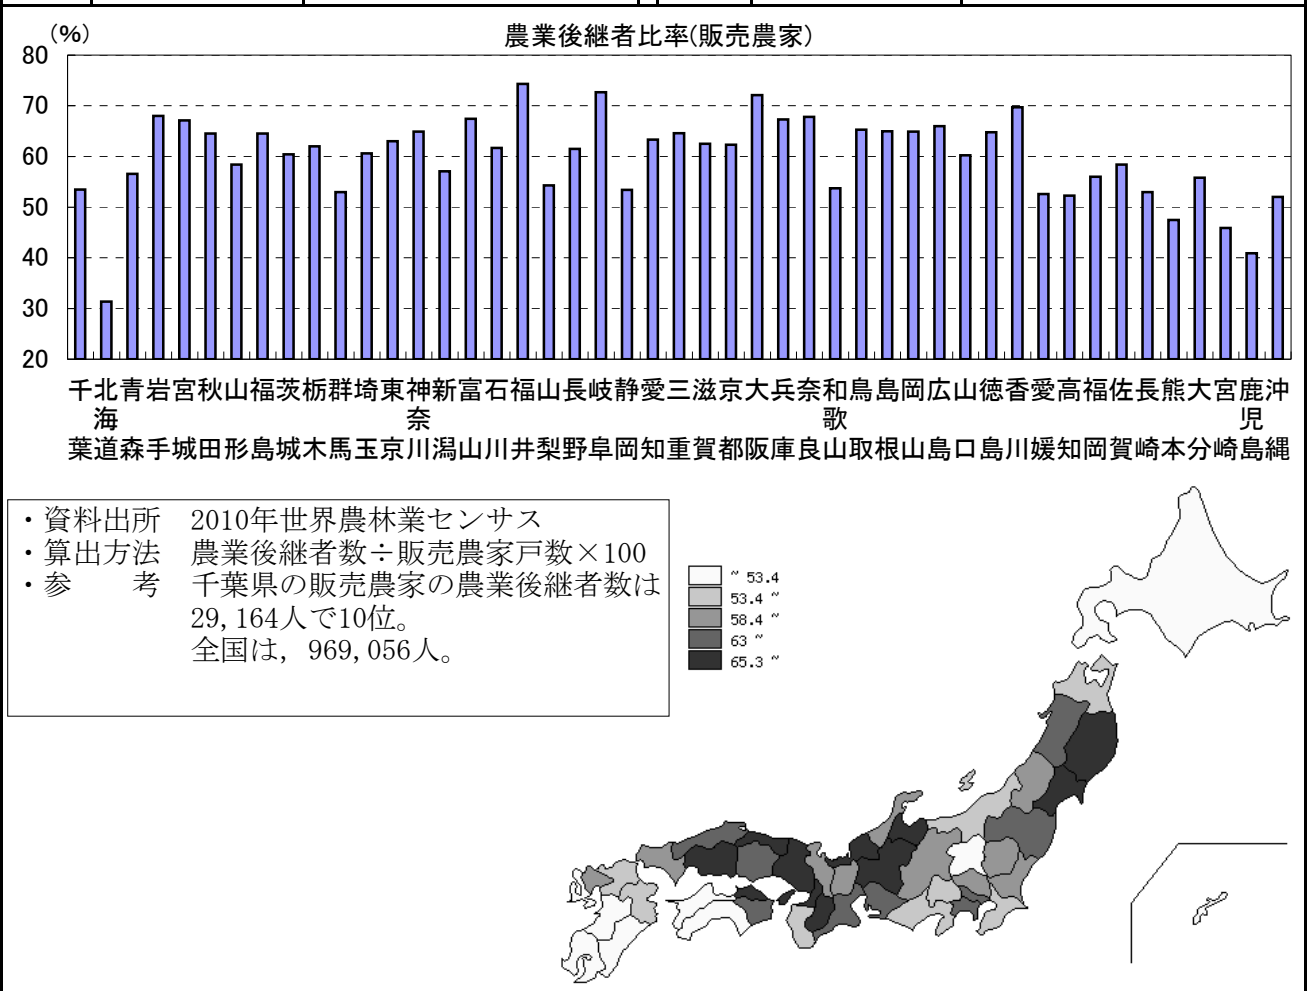 (%)
農業後継者比率(販売農家)
80
70
60
50
40
30
20
千葉
北海道
青森
岩手
宮城
秋田
山形
福島
茨城
栃木
群馬
埼玉
東京
神奈川
新潟
富山
石川
福井
山梨
長野
岐阜
静岡
愛知
三重
滋賀
京都
大阪
兵庫
奈良
和歌山
鳥取
島根
岡山
広島
山口
徳島
香川
愛媛
高知
福岡
佐賀
長崎
熊本
大分
宮崎
鹿児島
沖縄
・資料出所　2010年世界農林業センサス
・算出方法　農業後継者数÷販売農家戸数×100
・参　　考　千葉県の販売農家の農業後継者数は
29,164人で10位。
全国は，969,056人。
~ 53.4
53.4 ~
58.4 ~
63 ~
65.3 ~